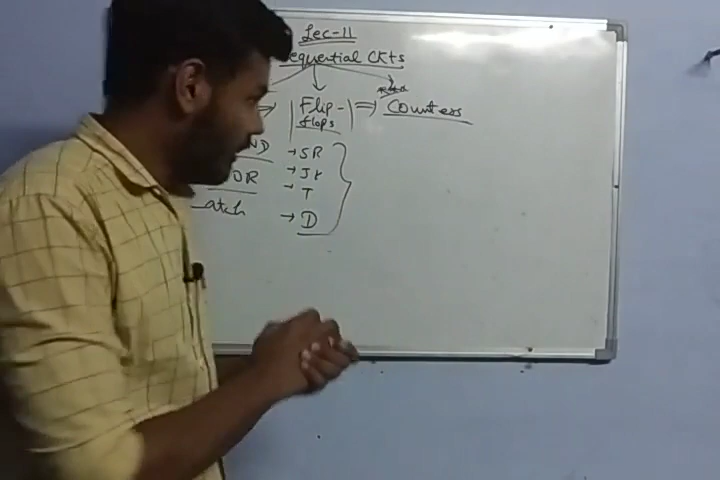 Lec-11
Sequential CKts
Flip- Counters
flops
ND → SR
OR → JK
→ T
atch → D